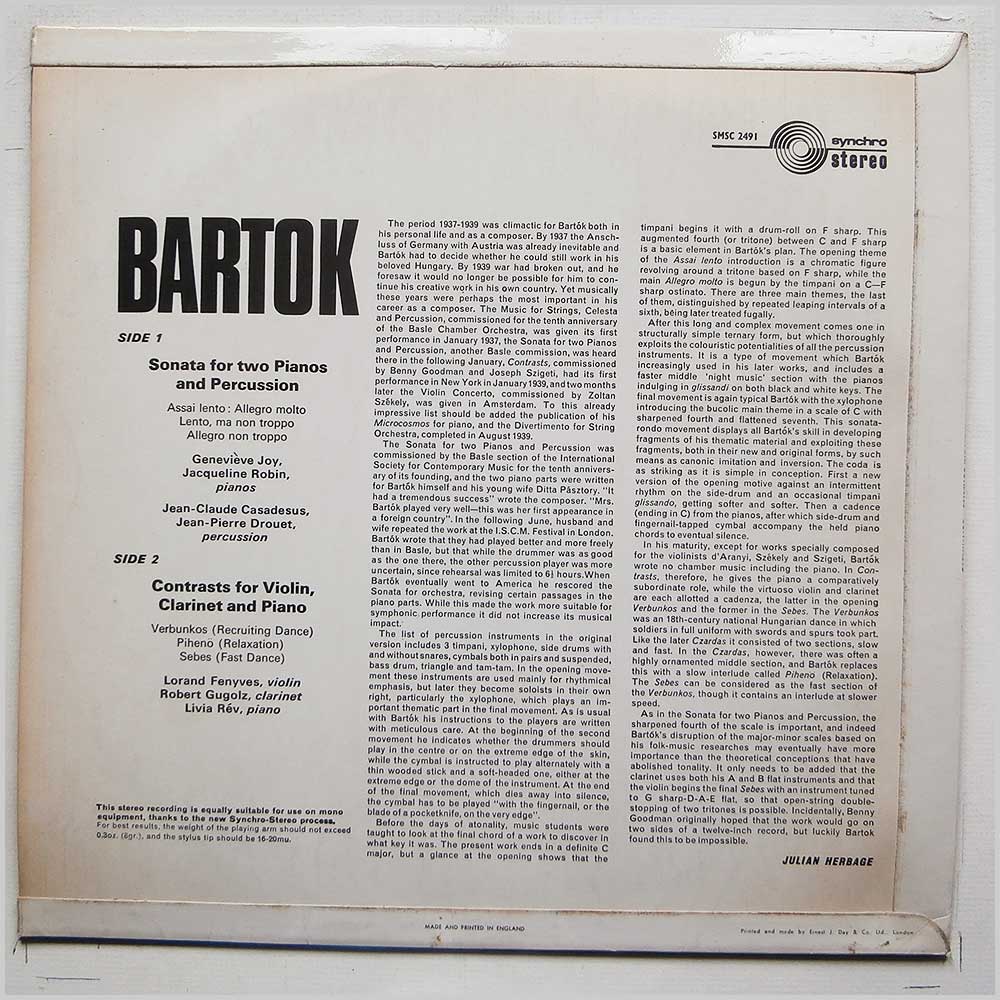 SMSC 2491
synchro
stereo
BARTOK
SIDE 1
Sonata for two Pianos
and Percussion
Assai lento: Allegro molto
Lento, ma non troppo
Allegro non troppo
Geneviève Joy,
Jacqueline Robin,
pianos
Jean-Claude Casadesus,
Jean-Pierre Drouet,
percussion
SIDE 2
Contrasts for Violin,
Clarinet and Piano
Verbunkos (Recruiting Dance)
Pihenö (Relaxation)
Sebes (Fast Dance)
Lorand Fenyves, violin
Robert Gugolz, clarinet
Livia Rév, piano
This stereo recording is equally suitable for use on mono
equipment, thanks to the new Synchro-Stereo process.
For best results, the weight of the playing arm should not exceed
0.3oz. (8gr.), and the stylus tip should be 16-20mu.
The period 1937-1939 was climactic for Bartók both in
his personal life and as a composer. By 1937 the Ansch-
luss of Germany with Austria was already inevitable and
Bartók had to decide whether he could still work in his
beloved Hungary. By 1939 war had broken out, and he
foresaw it would no longer be possible for him to con-
tinue his creative work in his own country. Yet musically
these years were perhaps the most important in his
career as a composer. The Music for Strings, Celesta
and Percussion, commissioned for the tenth anniversary
of the Basle Chamber Orchestra, was given its first
performance in January 1937, the Sonata for two Pianos
and Percussion, another Basle commission, was heard
there in the following January, Contrasts, commissioned
by Benny Goodman and Joseph Szigeti, had its first
performance in New York in January 1939, and two months
later the Violin Concerto, commissioned by Zoltan
Székely, was given in Amsterdam. To this already
impressive list should be added the publication of his
Microcosmos for piano, and the Divertimento for String
Orchestra, completed in August 1939.
The Sonata for two Pianos and Percussion was
commissioned by the Basle section of the International
Society for Contemporary Music for the tenth annivers-
ary of its founding, and the two piano parts were written
for Bartók himself and his young wife Ditta Pásztory. "It
had a tremendous success" wrote the composer. "Mrs.
Bartók played very well—this was her first appearance in
a foreign country". In the following June, husband and
wife repeated the work at the I.S.C.M. Festival in London.
Bartók wrote that they had played better and more freely
than in Basle, but that while the drummer was as good
as the one there, the other percussion player was more
uncertain, since rehearsal was limited to 6½ hours. When
Bartók eventually went to America he rescored the
Sonata for orchestra, revising certain passages in the
piano parts. While this made the work more suitable for
symphonic performance it did not increase its musical
impact.
The list of percussion instruments in the original
version includes 3 timpani, xylophone, side drums with
and without snares, cymbals both in pairs and suspended,
bass drum, triangle and tam-tam. In the opening move-
ment these instruments are used mainly for rhythmical
emphasis, but later they become soloists in their own
right, particularly the xylophone, which plays an im-
portant thematic part in the final movement. As is usual
with Bartók his instructions to the players are written
with meticulous care. At the beginning of the second
movement he indicates whether the drummers should
play in the centre or on the extreme edge of the skin,
while the cymbal is instructed to play alternately with a
thin wooded stick and a soft-headed one, either at the
extreme edge or the dome of the instrument. At the end
of the final movement, which dies away into silence,
the cymbal has to be played "with the fingernail, or the
blade of a pocketknife, on the very edge".
Before the days of atonality, music students were
taught to look at the final chord of a work to discover in
what key it was. The present work ends in a definite C
major, but a glance at the opening shows that the
timpani begins it with a drum-roll on F sharp. This
augmented fourth (or tritone) between C and F sharp
is a basic element in Bartók's plan. The opening theme
of the Assai lento introduction is a chromatic figure
revolving around a tritone based on F sharp, while the
main Allegro molto is begun by the timpani on a C—F
sharp ostinato. There are three main themes, the last
of them, distinguished by repeated leaping intervals of a
sixth, being later treated fugally.
After this long and complex movement comes one in
structurally simple ternary form, but which thoroughly
exploits the colouristic potentialities of all the percussion
instruments. It is a type of movement which Bartók
increasingly used in his later works, and includes a
faster middle 'night music' section with the pianos
indulging in glissandi on both black and white keys. The
final movement is again typical Bartók with the xylophone
introducing the bucolic main theme in a scale of C with
sharpened fourth and flattened seventh. This sonata-
rondo movement displays all Bartók's skill in developing
fragments of his thematic material and exploiting these
fragments, both in their new and original forms, by such
means as canonic imitation and inversion. The coda is
as striking as it is simple in conception. First a new
version of the opening motive against an intermittent
rhythm on the side-drum and an occasional timpani
glissando, getting softer and softer. Then a cadence
(ending in C) from the pianos, after which side-drum and
fingernail-tapped cymbal accompany the held piano
chords to eventual silence.
In his maturity, except for works specially composed
for the violinists d'Aranyi, Székely and Szigeti, Bartók
wrote no chamber music including the piano. In Con-
trasts, therefore, he gives the piano a comparatively
subordinate role, while the virtuoso violin and clarinet
are each allotted a cadenza, the latter in the opening
Verbunkos and the former in the Sebes. The Verbunkos
was an 18th-century national Hungarian dance in which
soldiers in full uniform with swords and spurs took part.
Like the later Czardas it consisted of two sections, slow
and fast. In the Czardas, however, there was often a
highly ornamented middle section, and Bartók replaces
this with a slow interlude called Pihenö (Relaxation).
The Sebes can be considered as the fast section of
the Verbunkos, though it contains an interlude at slower
speed.
As in the Sonata for two Pianos and Percussion, the
sharpened fourth of the scale is important, and indeed
Bartók's disruption of the major-minor scales based on
his folk-music researches may eventually have more
importance than the theoretical conceptions that have
abolished tonality. It only needs to be added that the
clarinet uses both his A and B flat instruments and that
the violin begins the final Sebes with an instrument tuned
to G sharp-D-A-E flat, so that open-string double-
stopping of two tritones is possible. Incidentally, Benny
Goodman originally hoped that the work would go on
two sides of a twelve-inch record, but luckily Bartok
found this to be impossible.
JULIAN HERBAGE
MADE AND PRINTED IN ENGLAND
Printed and made by Ernest J. Day & Co. Ltd., London